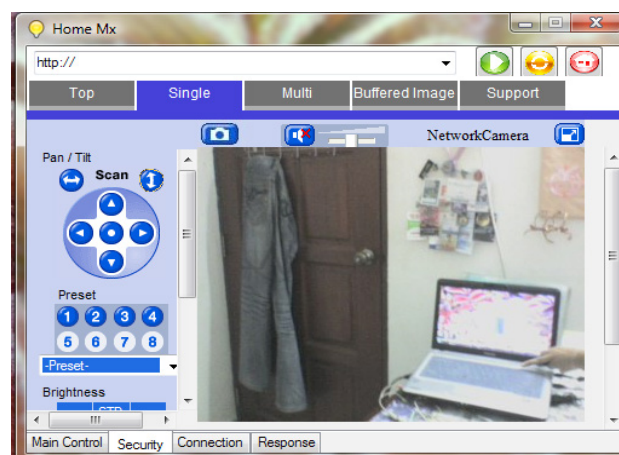 Home Mx
http://
Top Single Multi Buffered Image Support
NetworkCamera
Pan / Tilt
Scan
Preset
1 2 3 4
5 6 7 8
-Preset-
Brightness
STD
Main Control Security Connection Response